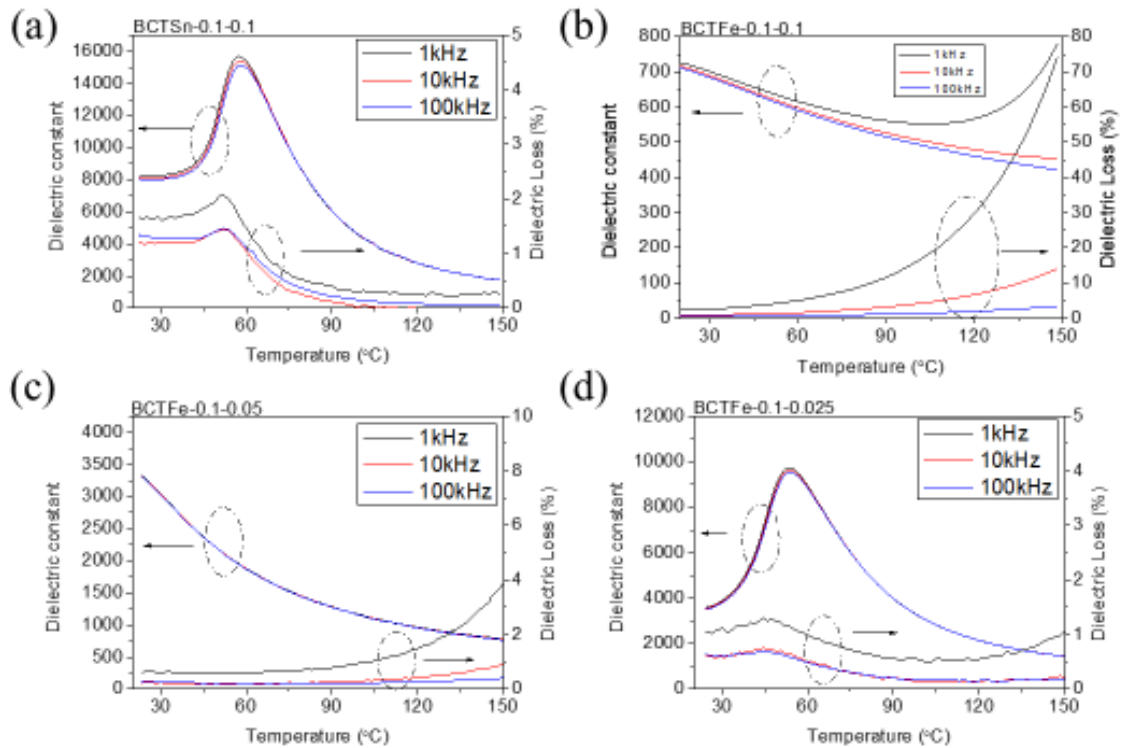 (a)
BCTSn-0.1-0.1
1kHz
10kHz
100kHz
16000
14000
12000
10000
8000
6000
4000
2000
0
5
4
3
2
1
0
30 60 90 120 150
Dielectric constant
Dielectric Loss (%)
Temperature (°C)
(b)
BCTFe-0.1-0.1
1kHz
10kHz
100kHz
800
700
600
500
400
300
200
100
0
80
70
60
50
40
30
20
10
0
30 60 90 120 150
Dielectric constant
Dielectric Loss (%)
Temperature (°C)
(c)
BCTFe-0.1-0.05
1kHz
10kHz
100kHz
4000
3500
3000
2500
2000
1500
1000
500
0
10
8
6
4
2
0
30 60 90 120 150
Dielectric constant
Dielectric Loss (%)
Temperature (°C)
(d)
BCTFe-0.1-0.025
1kHz
10kHz
100kHz
12000
10000
8000
6000
4000
2000
0
5
4
3
2
1
0
30 60 90 120 150
Dielectric constant
Dielectric Loss (%)
Temperature (°C)